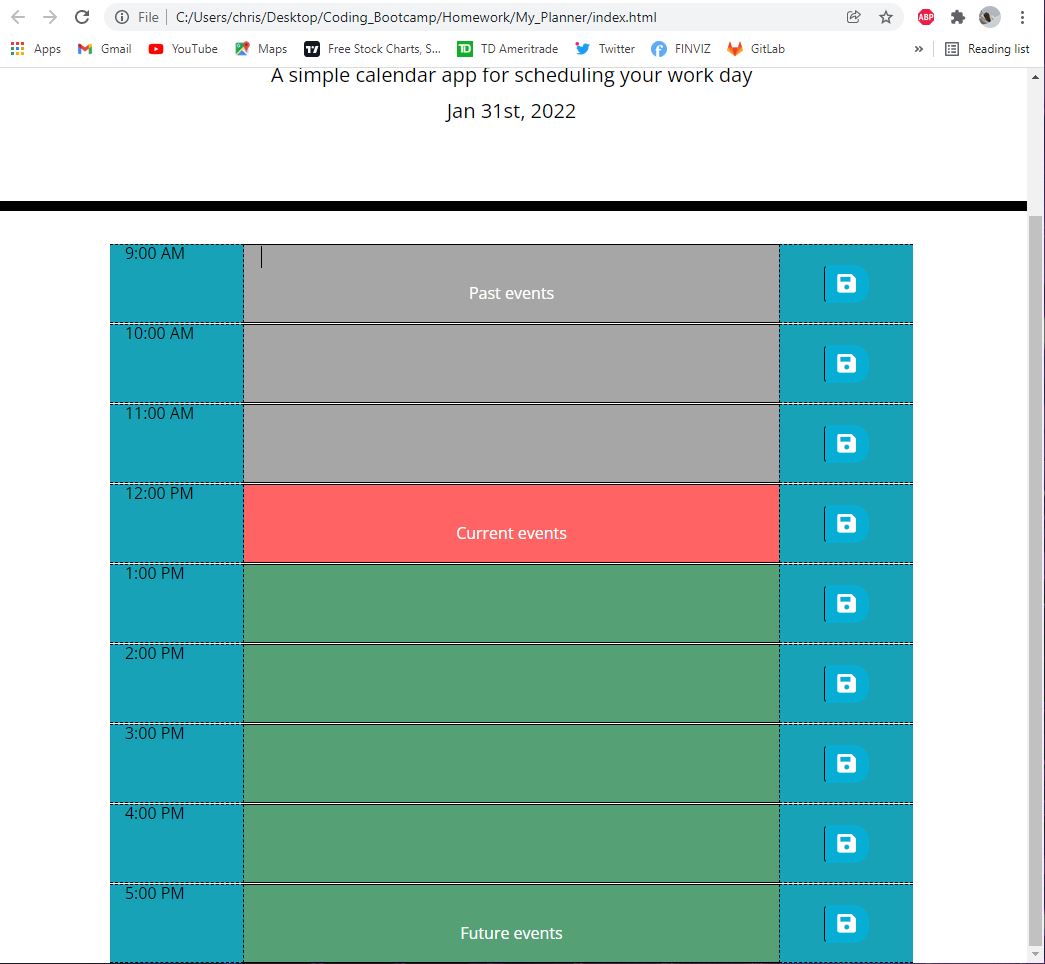 File C:/Users/chris/Desktop/Coding_Bootcamp/Homework/My_Planner/index.html ABP
Apps Gmail YouTube Maps Free Stock Charts, S... TD Ameritrade Twitter FINVIZ GitLab » Reading list
A simple calendar app for scheduling your work day
Jan 31st, 2022
9:00 AM
Past events
10:00 AM
11:00 AM
12:00 PM
Current events
1:00 PM
2:00 PM
3:00 PM
4:00 PM
5:00 PM
Future events